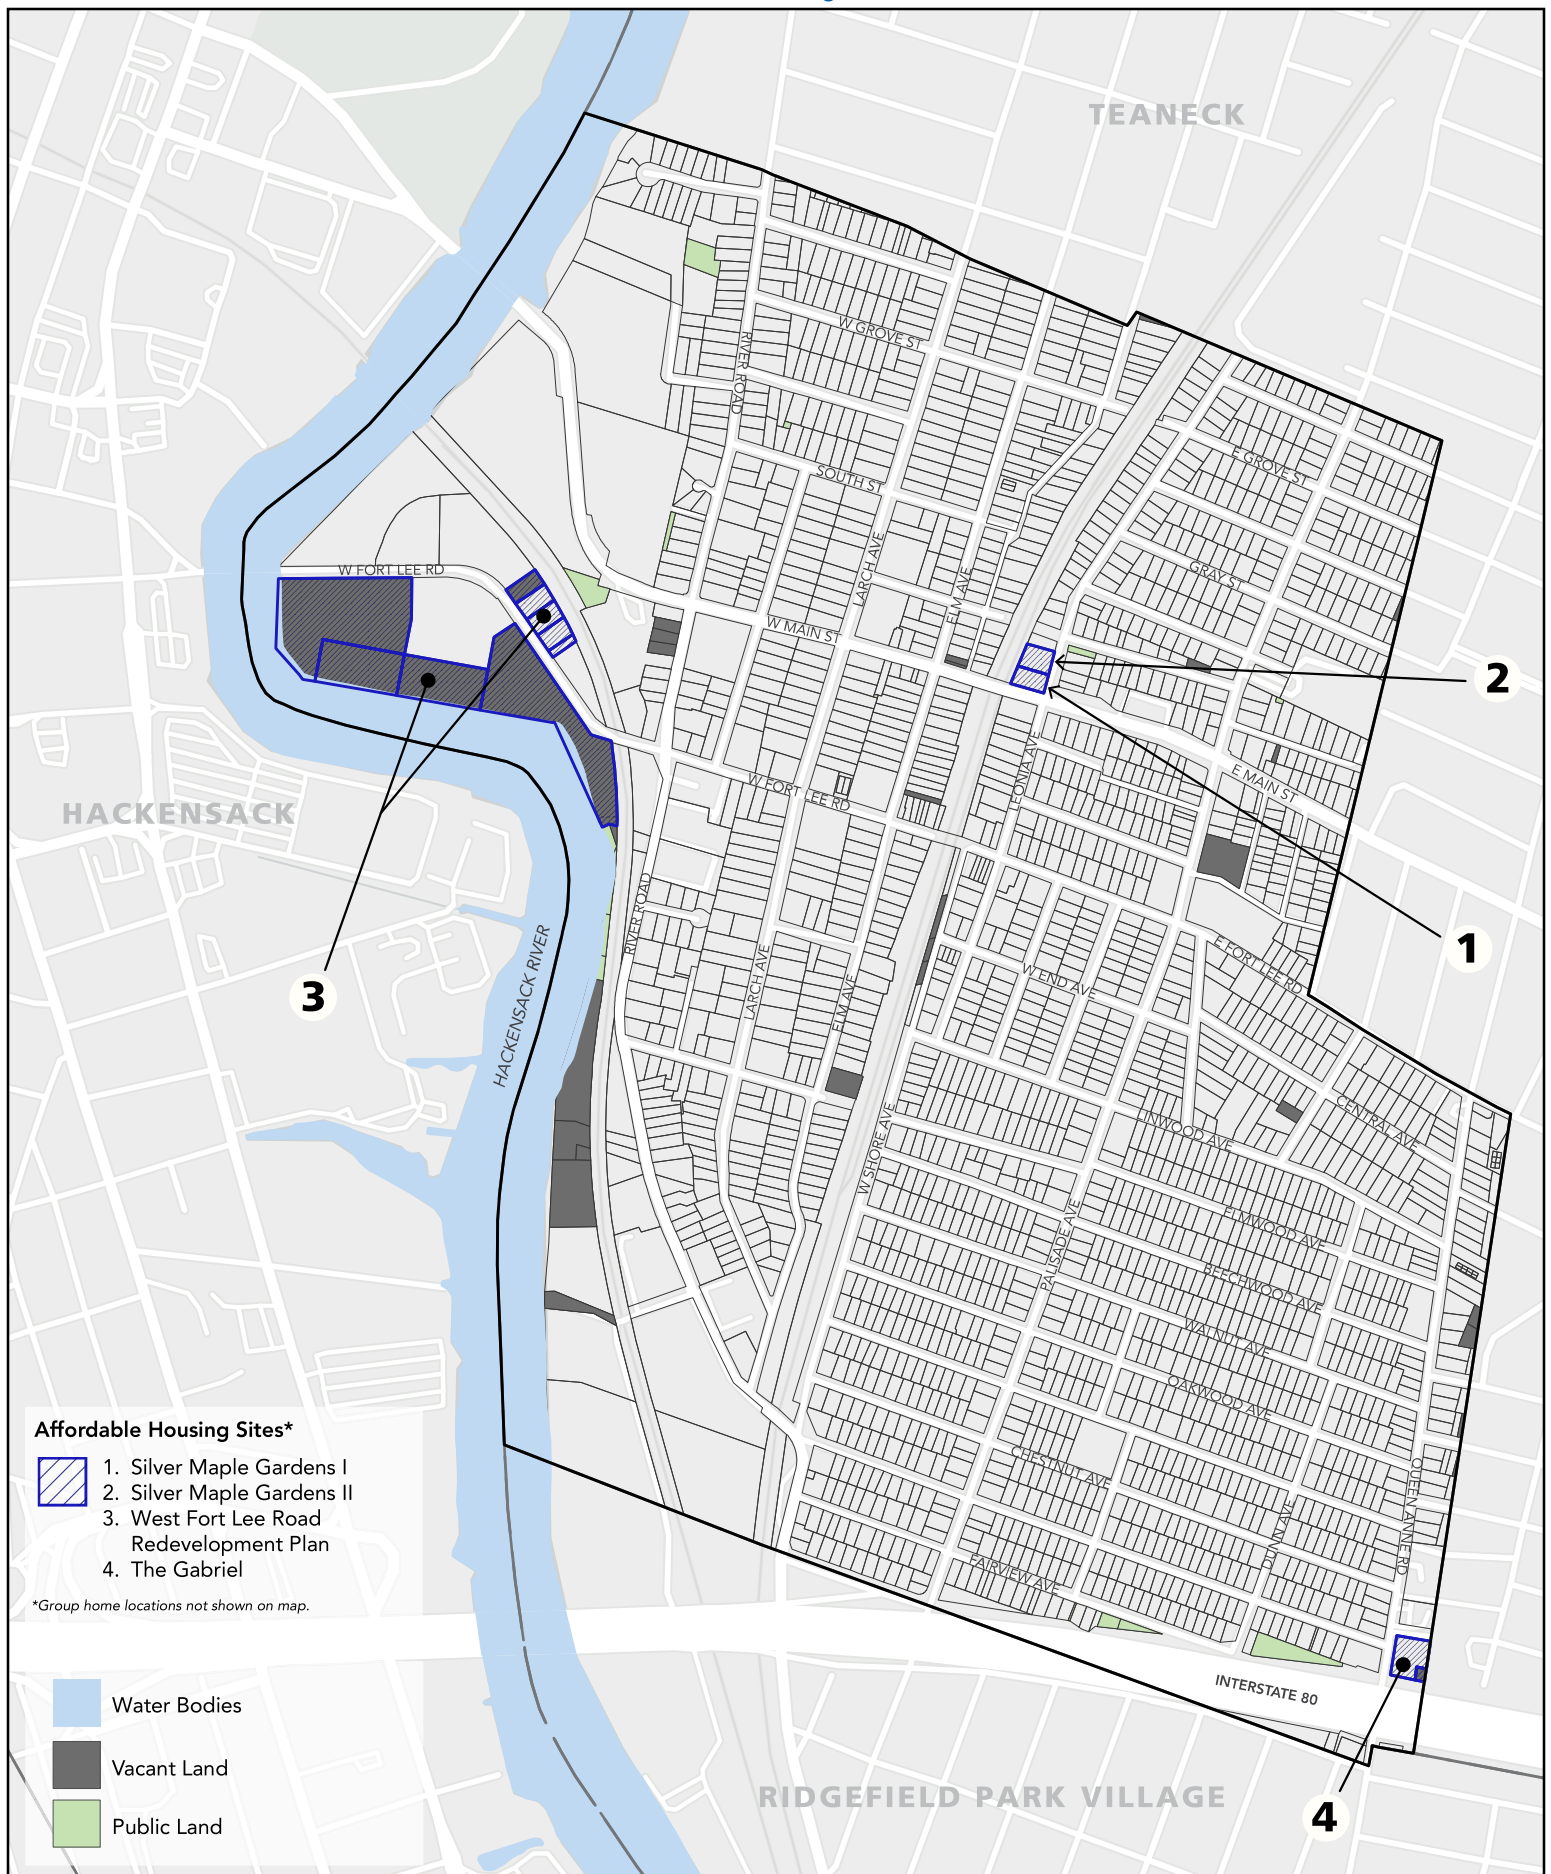 TEANECK
W GROVE ST
RIVER ROAD
E GROVE ST
SOUTH ST
LARCH AVE
ELM AVE
GRAY ST
W FORT LEE RD
W MAIN ST
2
LEONIA AVE
E MAIN ST
W FORT LEE RD
HACKENSACK
1
3
RIVER ROAD
HACKENSACK RIVER
LARCH AVE
ELM AVE
W END AVE
E FORT LEE RD
CENTRAL AVE
LINWOOD AVE
W SHORE AVE
PALISADE AVE
ELMWOOD AVE
BEECHWOOD AVE
WALNUT AVE
OAKWOOD AVE
CHESTNUT AVE
QUEEN ANNE RD
DUNN AVE
FAIRVIEW AVE
INTERSTATE 80
4
RIDGEFIELD PARK VILLAGE
Affordable Housing Sites*
1. Silver Maple Gardens I
2. Silver Maple Gardens II
3. West Fort Lee Road
Redevelopment Plan
4. The Gabriel
*Group home locations not shown on map.
Water Bodies
Vacant Land
Public Land